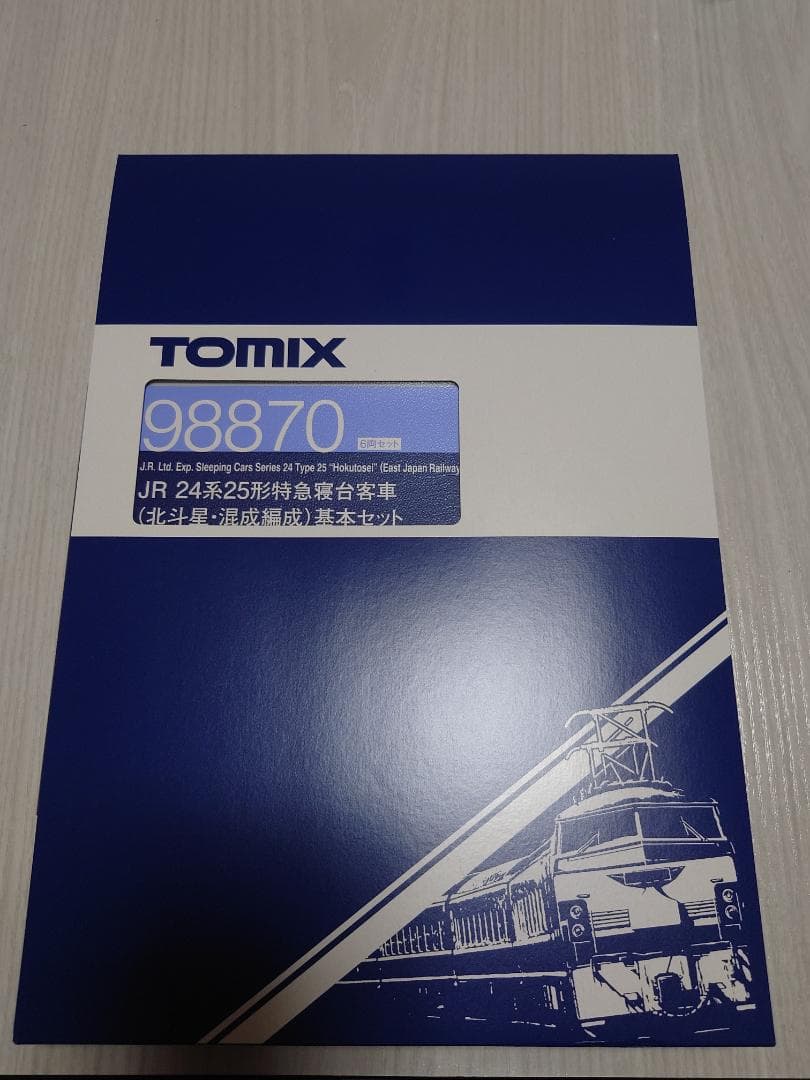 TOMIX
98870 6両セット
J.R. Ltd. Exp. Sleeping Cars Series 24 Type 25 "Hokutosei" (East Japan Railway
JR 24系25形特急寝台客車
(北斗星・混成編成)基本セット